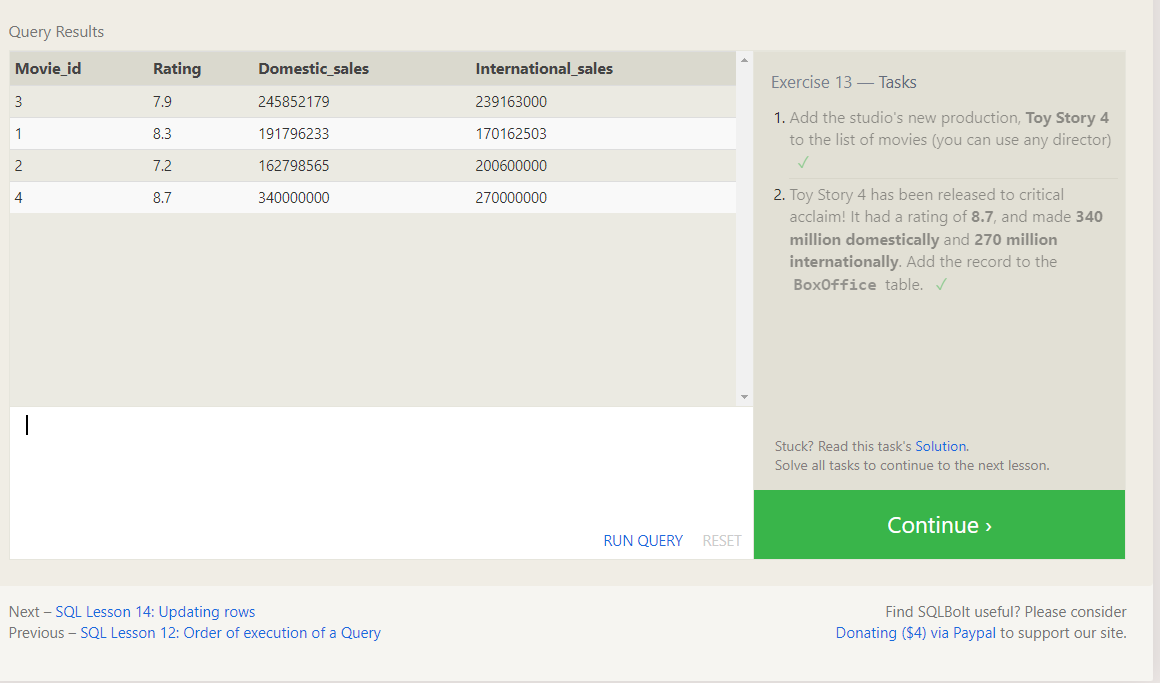 Query Results
Movie_id Rating Domestic_sales International_sales
3 7.9 245852179 239163000
1 8.3 191796233 170162503
2 7.2 162798565 200600000
4 8.7 340000000 270000000
Exercise 13 — Tasks
1. Add the studio's new production, Toy Story 4
to the list of movies (you can use any director)
✓
2. Toy Story 4 has been released to critical
acclaim! It had a rating of 8.7, and made 340
million domestically and 270 million
internationally. Add the record to the
BoxOffice table. ✓
Stuck? Read this task's Solution.
Solve all tasks to continue to the next lesson.
RUN QUERY RESET
Continue ›
Next – SQL Lesson 14: Updating rows
Previous – SQL Lesson 12: Order of execution of a Query
Find SQLBolt useful? Please consider
Donating ($4) via Paypal to support our site.